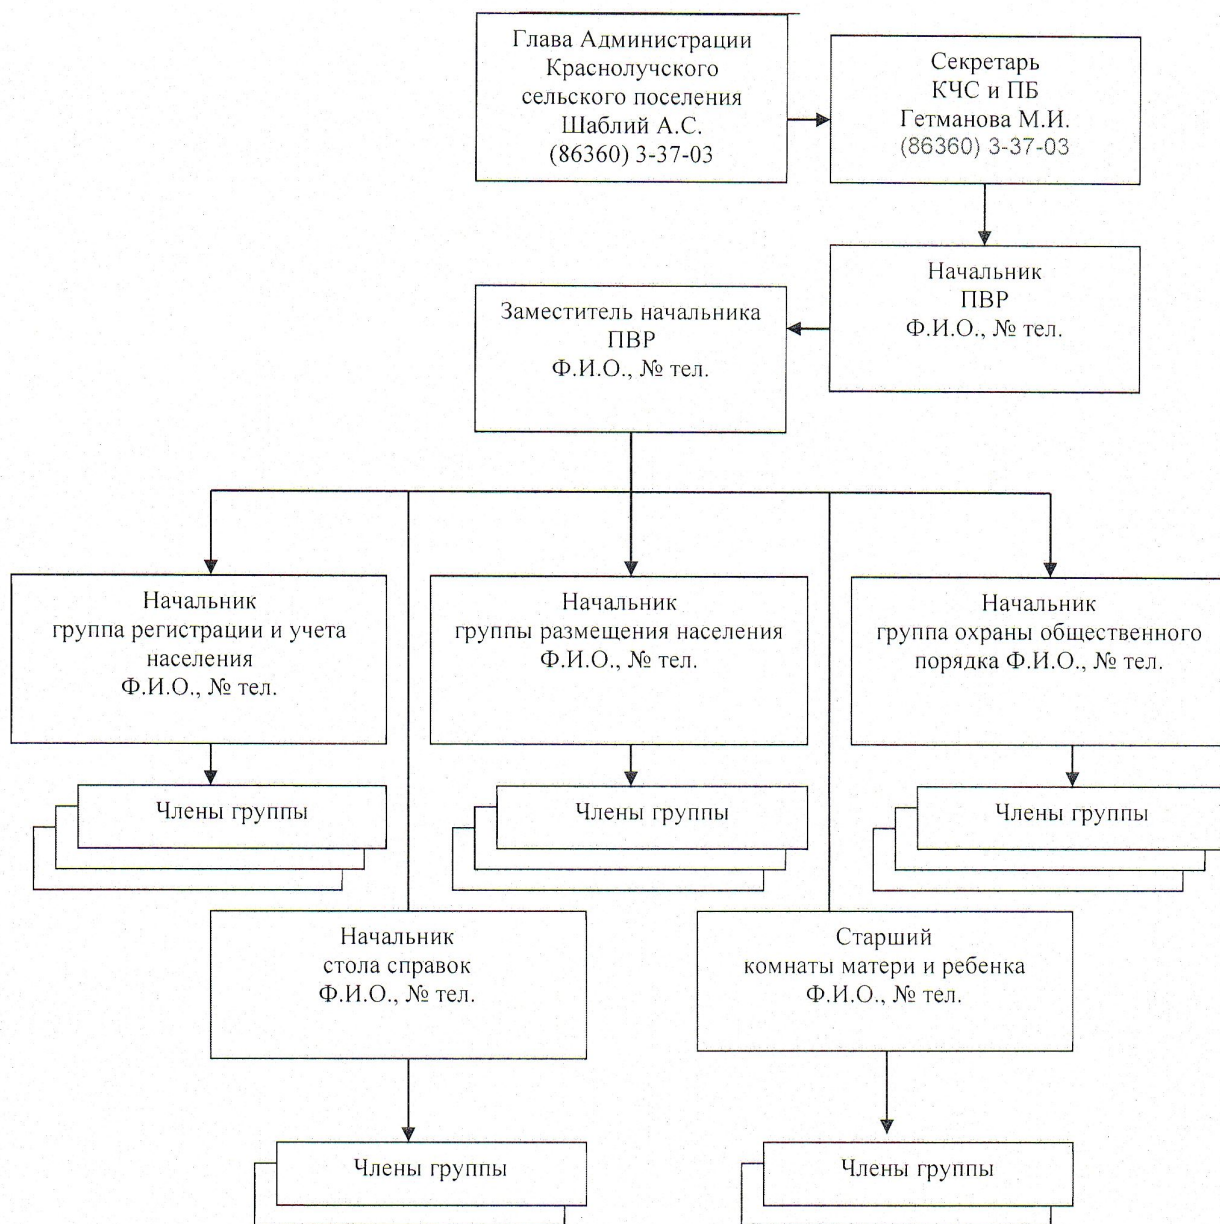 Глава Администрации
Краснолучского
сельского поселения
Шаблий А.С.
(86360) 3-37-03
Секретарь
КЧС и ПБ
Гетманова М.И.
(86360) 3-37-03
Начальник
ПВР
Ф.И.О., № тел.
Заместитель начальника
ПВР
Ф.И.О., № тел.
Начальник
группа регистрации и учета
населения
Ф.И.О., № тел.
Начальник
группы размещения населения
Ф.И.О., № тел.
Начальник
группа охраны общественного
порядка Ф.И.О., № тел.
Члены группы
Члены группы
Члены группы
Начальник
стола справок
Ф.И.О., № тел.
Старший
комнаты матери и ребенка
Ф.И.О., № тел.
Члены группы
Члены группы